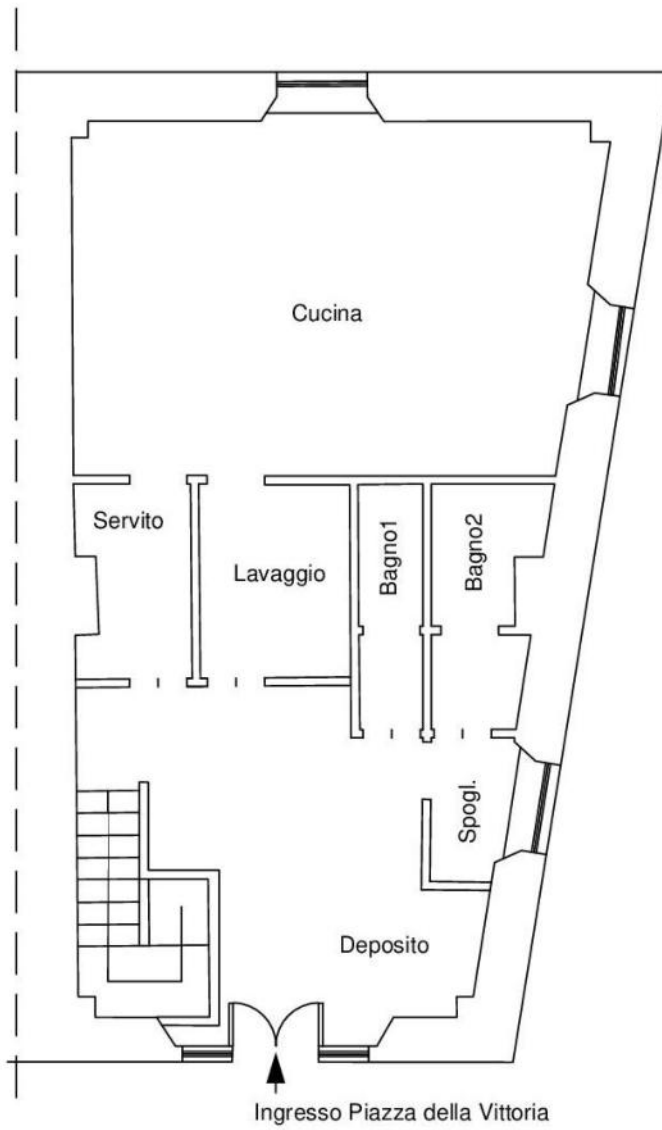 Cucina
Servito
Lavaggio
Bagno1
Bagno2
Spogl.
Deposito
Ingresso Piazza della Vittoria